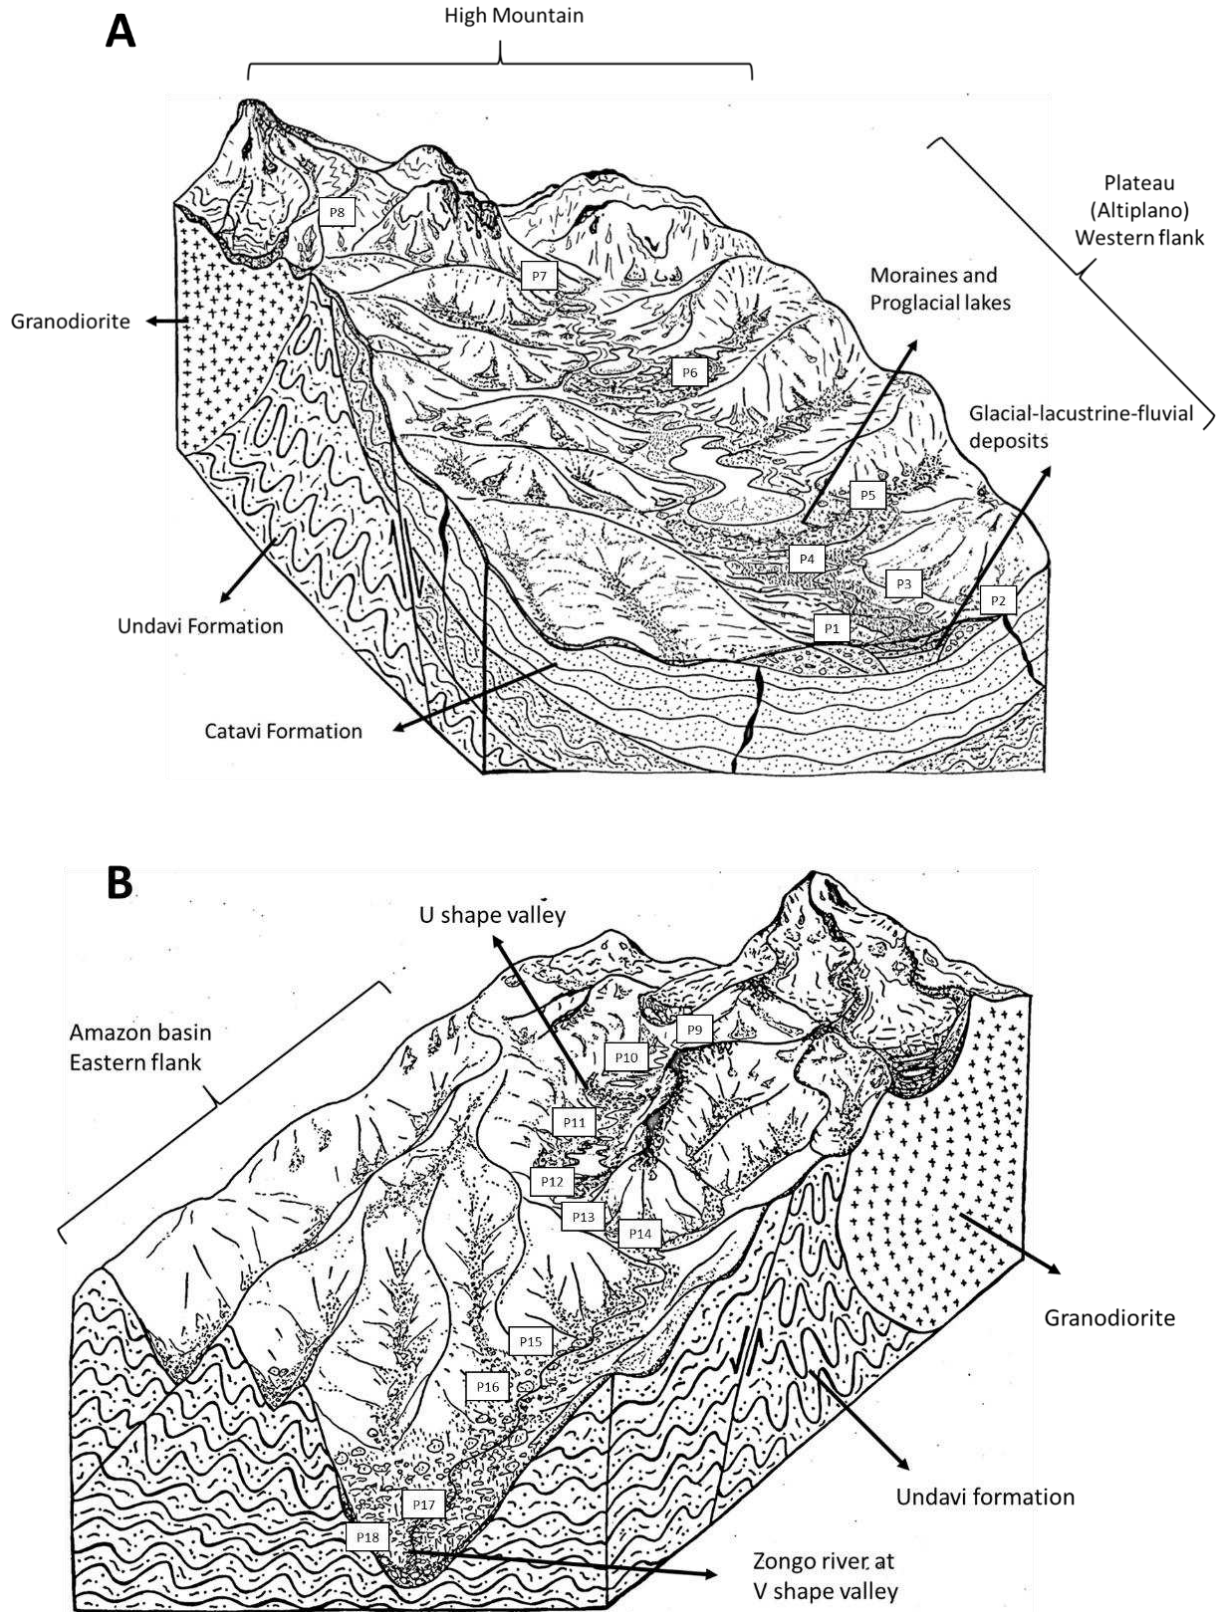 A
High Mountain
Plateau
(Altiplano)
Western flank
P8
P7
Moraines and
Proglacial lakes
Granodiorite
P6
Glacial-lacustrine-fluvial
deposits
P5
P4
P3
P2
P1
Undavi Formation
Catavi Formation
B
U shape valley
Amazon basin
Eastern flank
P9
P10
P11
P12
P13
P14
Granodiorite
P15
P16
Undavi formation
P17
P18
Zongo river at
V shape valley